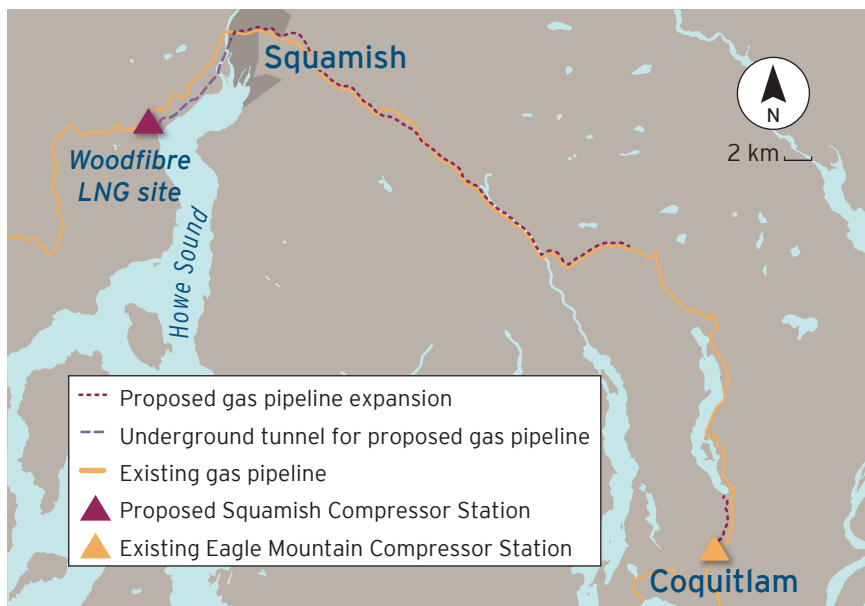 Squamish
N
2 km
Woodfibre
LNG site
Howe Sound
Proposed gas pipeline expansion
Underground tunnel for proposed gas pipeline
Existing gas pipeline
Proposed Squamish Compressor Station
Existing Eagle Mountain Compressor Station
Coquitlam